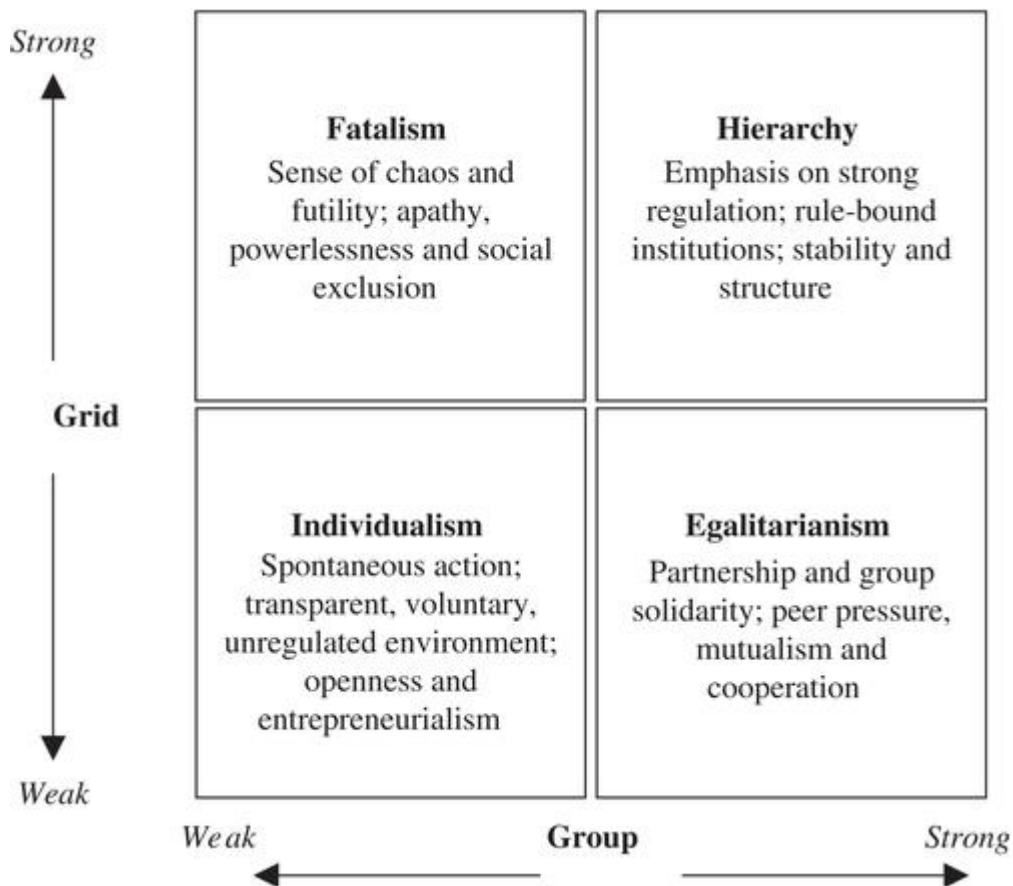 Strong
Fatalism
Sense of chaos and
futility; apathy,
powerlessness and social
exclusion
Hierarchy
Emphasis on strong
regulation; rule-bound
institutions; stability and
structure
Grid
Individualism
Spontaneous action;
transparent, voluntary,
unregulated environment;
openness and
entrepreneurialism
Egalitarianism
Partnership and group
solidarity; peer pressure,
mutualism and
cooperation
Weak
Weak
Group
Strong